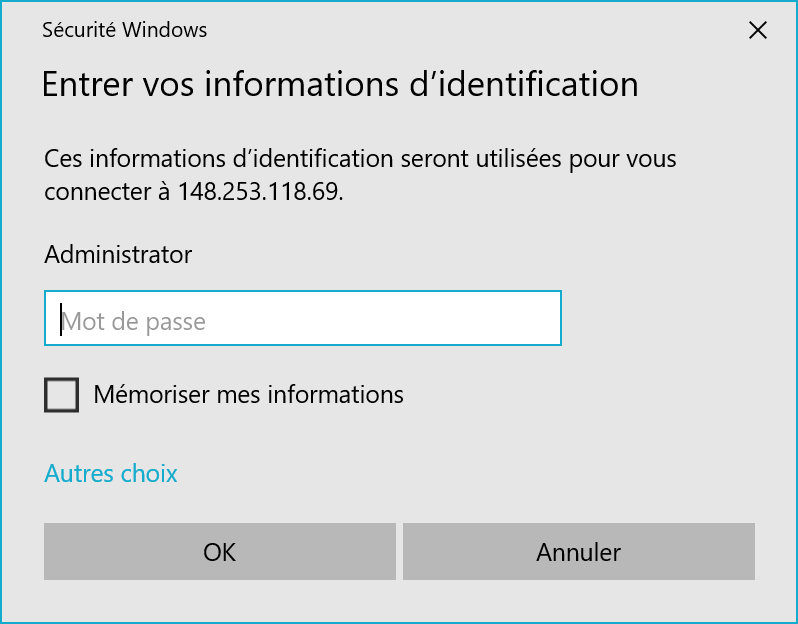 Sécurité Windows
Entrer vos informations d’identification
Ces informations d’identification seront utilisées pour vous
connecter à 148.253.118.69.
Administrator
Mot de passe
Mémoriser mes informations
Autres choix
OK
Annuler